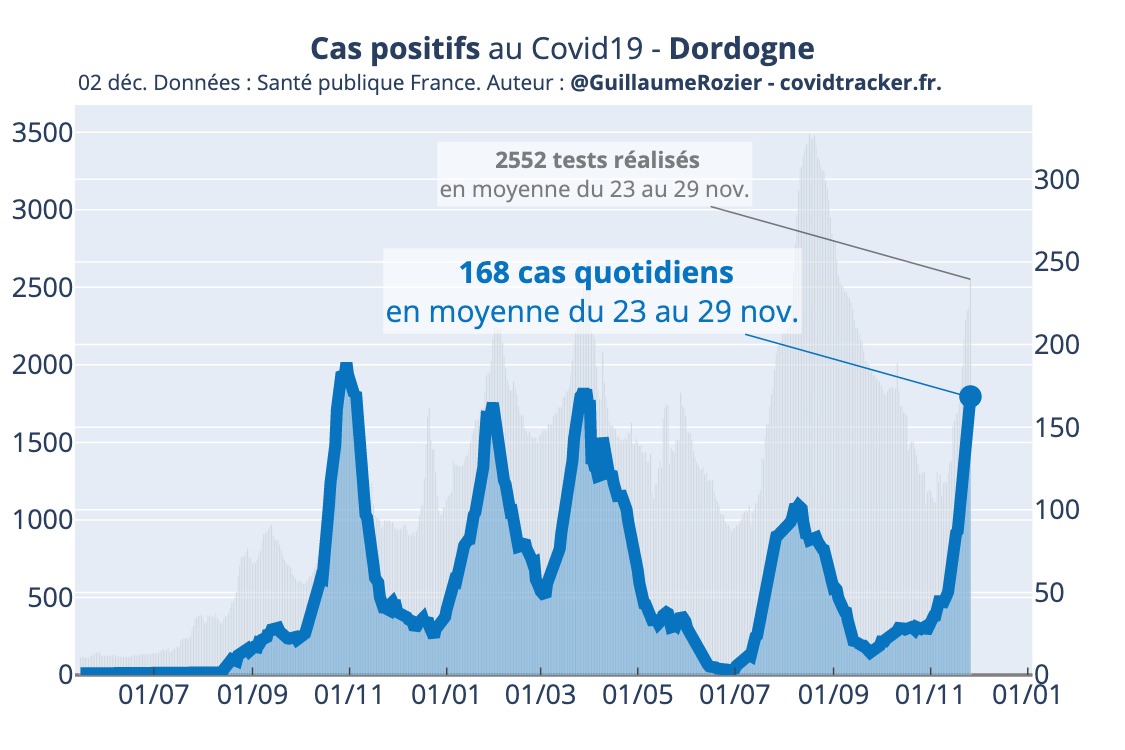 Cas positifs au Covid19 - Dordogne
02 déc. Données : Santé publique France. Auteur : @GuillaumeRozier - covidtracker.fr.
3500
3000
2500
2000
1500
1000
500
0
2552 tests réalisés
en moyenne du 23 au 29 nov.
168 cas quotidiens
en moyenne du 23 au 29 nov.
300
250
200
150
100
50
0
01/07 01/09 01/11 01/01 01/03 01/05 01/07 01/09 01/11 01/01